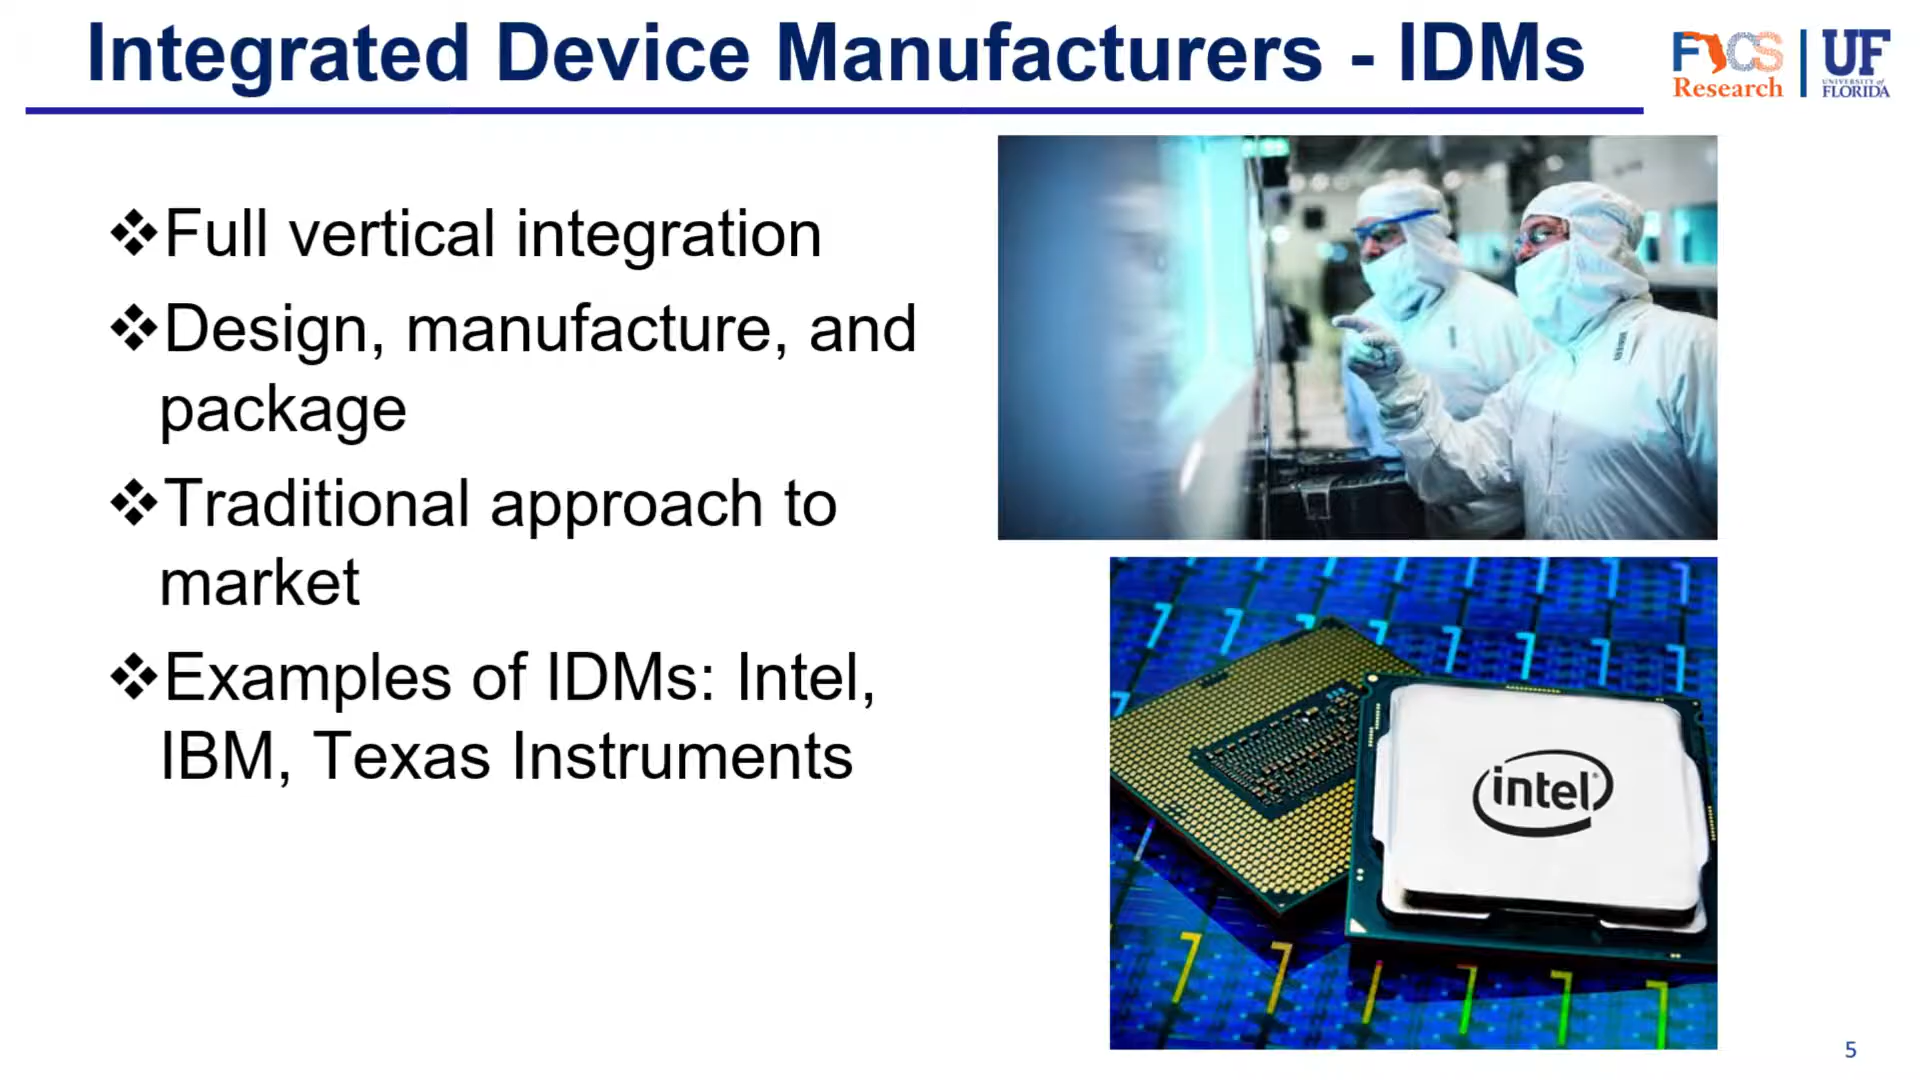 Integrated Device Manufacturers - IDMs
FICS
Research
UF
UNIVERSITY of
FLORIDA
❖Full vertical integration
❖Design, manufacture, and
package
❖Traditional approach to
market
❖Examples of IDMs: Intel,
IBM, Texas Instruments
intel®
5